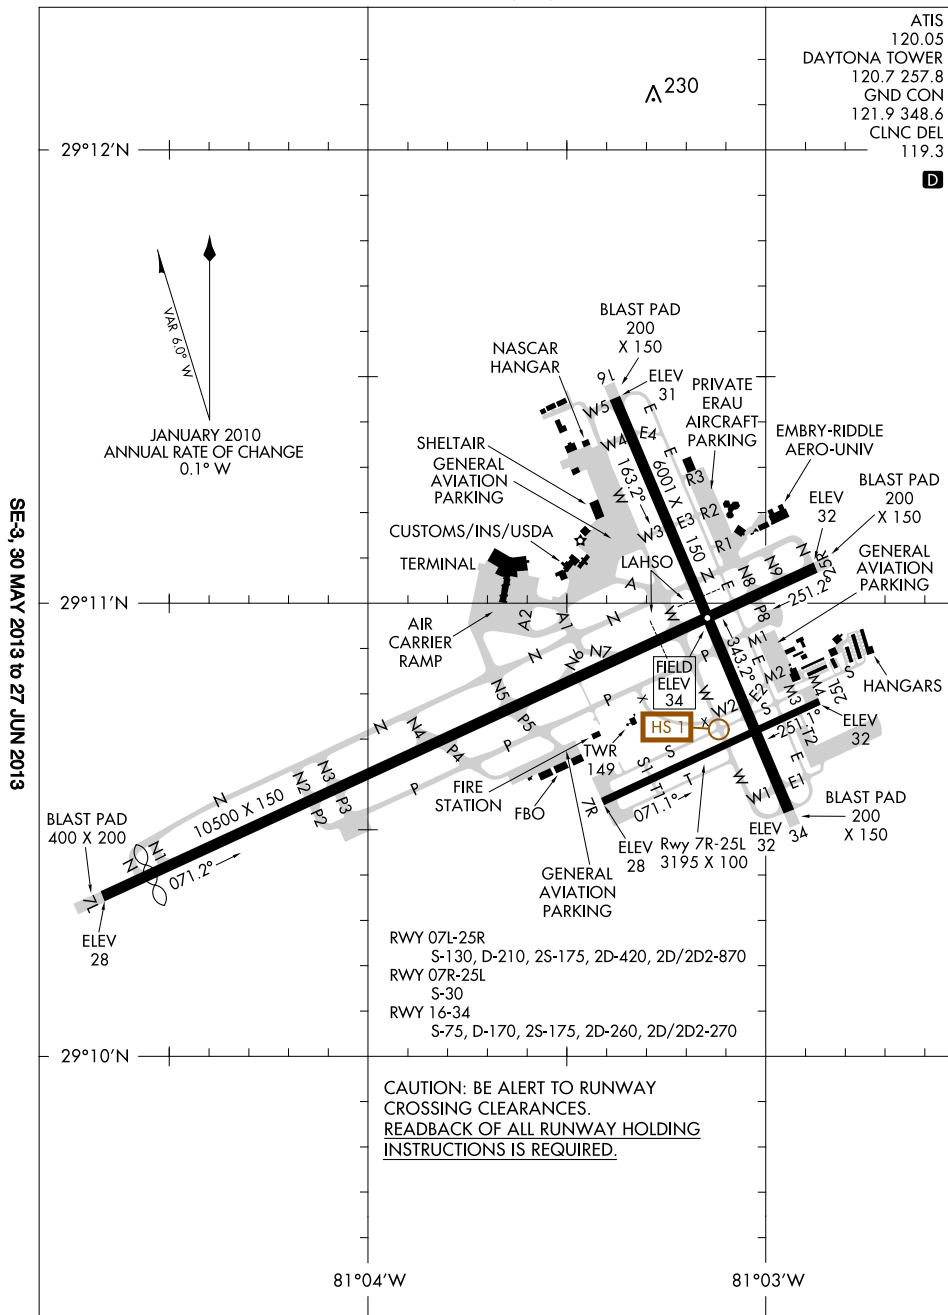 ATIS
120.05
DAYTONA TOWER
120.7 257.8
GND CON
121.9 348.6
CLNC DEL
119.3
D
230
29°12'N
VAR 6.0° W
JANUARY 2010
ANNUAL RATE OF CHANGE
0.1° W
SE-3, 30 MAY 2013 to 27 JUN 2013
BLAST PAD
200
X 150
NASCAR
HANGAR
16
ELEV
31
PRIVATE
ERAU
AIRCRAFT
PARKING
EMBRY-RIDDLE
AERO-UNIV
SHELTAIR
GENERAL
AVIATION
PARKING
CUSTOMS/INS/USDA
TERMINAL
LAHSO
ELEV
32
BLAST PAD
200
X 150
GENERAL
AVIATION
PARKING
W5
E
W4
E4
E
W
163.2°
6001 X 150
W3
E3
R3
R2
R1
N
E
N8
N9
N
25R
251.2°
P8
29°11'N
AIR
CARRIER
RAMP
A
A2
A1
N
N
N6
N7
W
P
FIELD
ELEV
34
343.2°
M1
E
M2
E2
M3
M4
S
25L
HANGARS
HS 1
X
X
W
W2
S
251.1°
T2
T
ELEV
32
N
N5
P5
P
P
N4
P4
P
N
N3
N2
P3
P2
10500 X 150
FIRE
STATION
FBO
TWR
149
S1
T1
S
T
7R
071.1°
W
W1
E
E1
34
ELEV
32
BLAST PAD
200
X 150
ELEV
28
Rwy 7R-25L
3195 X 100
GENERAL
AVIATION
PARKING
BLAST PAD
400 X 200
N
N1
071.2°
7L
ELEV
28
RWY 07L-25R
S-130, D-210, 2S-175, 2D-420, 2D/2D2-870
RWY 07R-25L
S-30
RWY 16-34
S-75, D-170, 2S-175, 2D-260, 2D/2D2-270
29°10'N
CAUTION: BE ALERT TO RUNWAY
CROSSING CLEARANCES.
READBACK OF ALL RUNWAY HOLDING
INSTRUCTIONS IS REQUIRED.
81°04'W
81°03'W